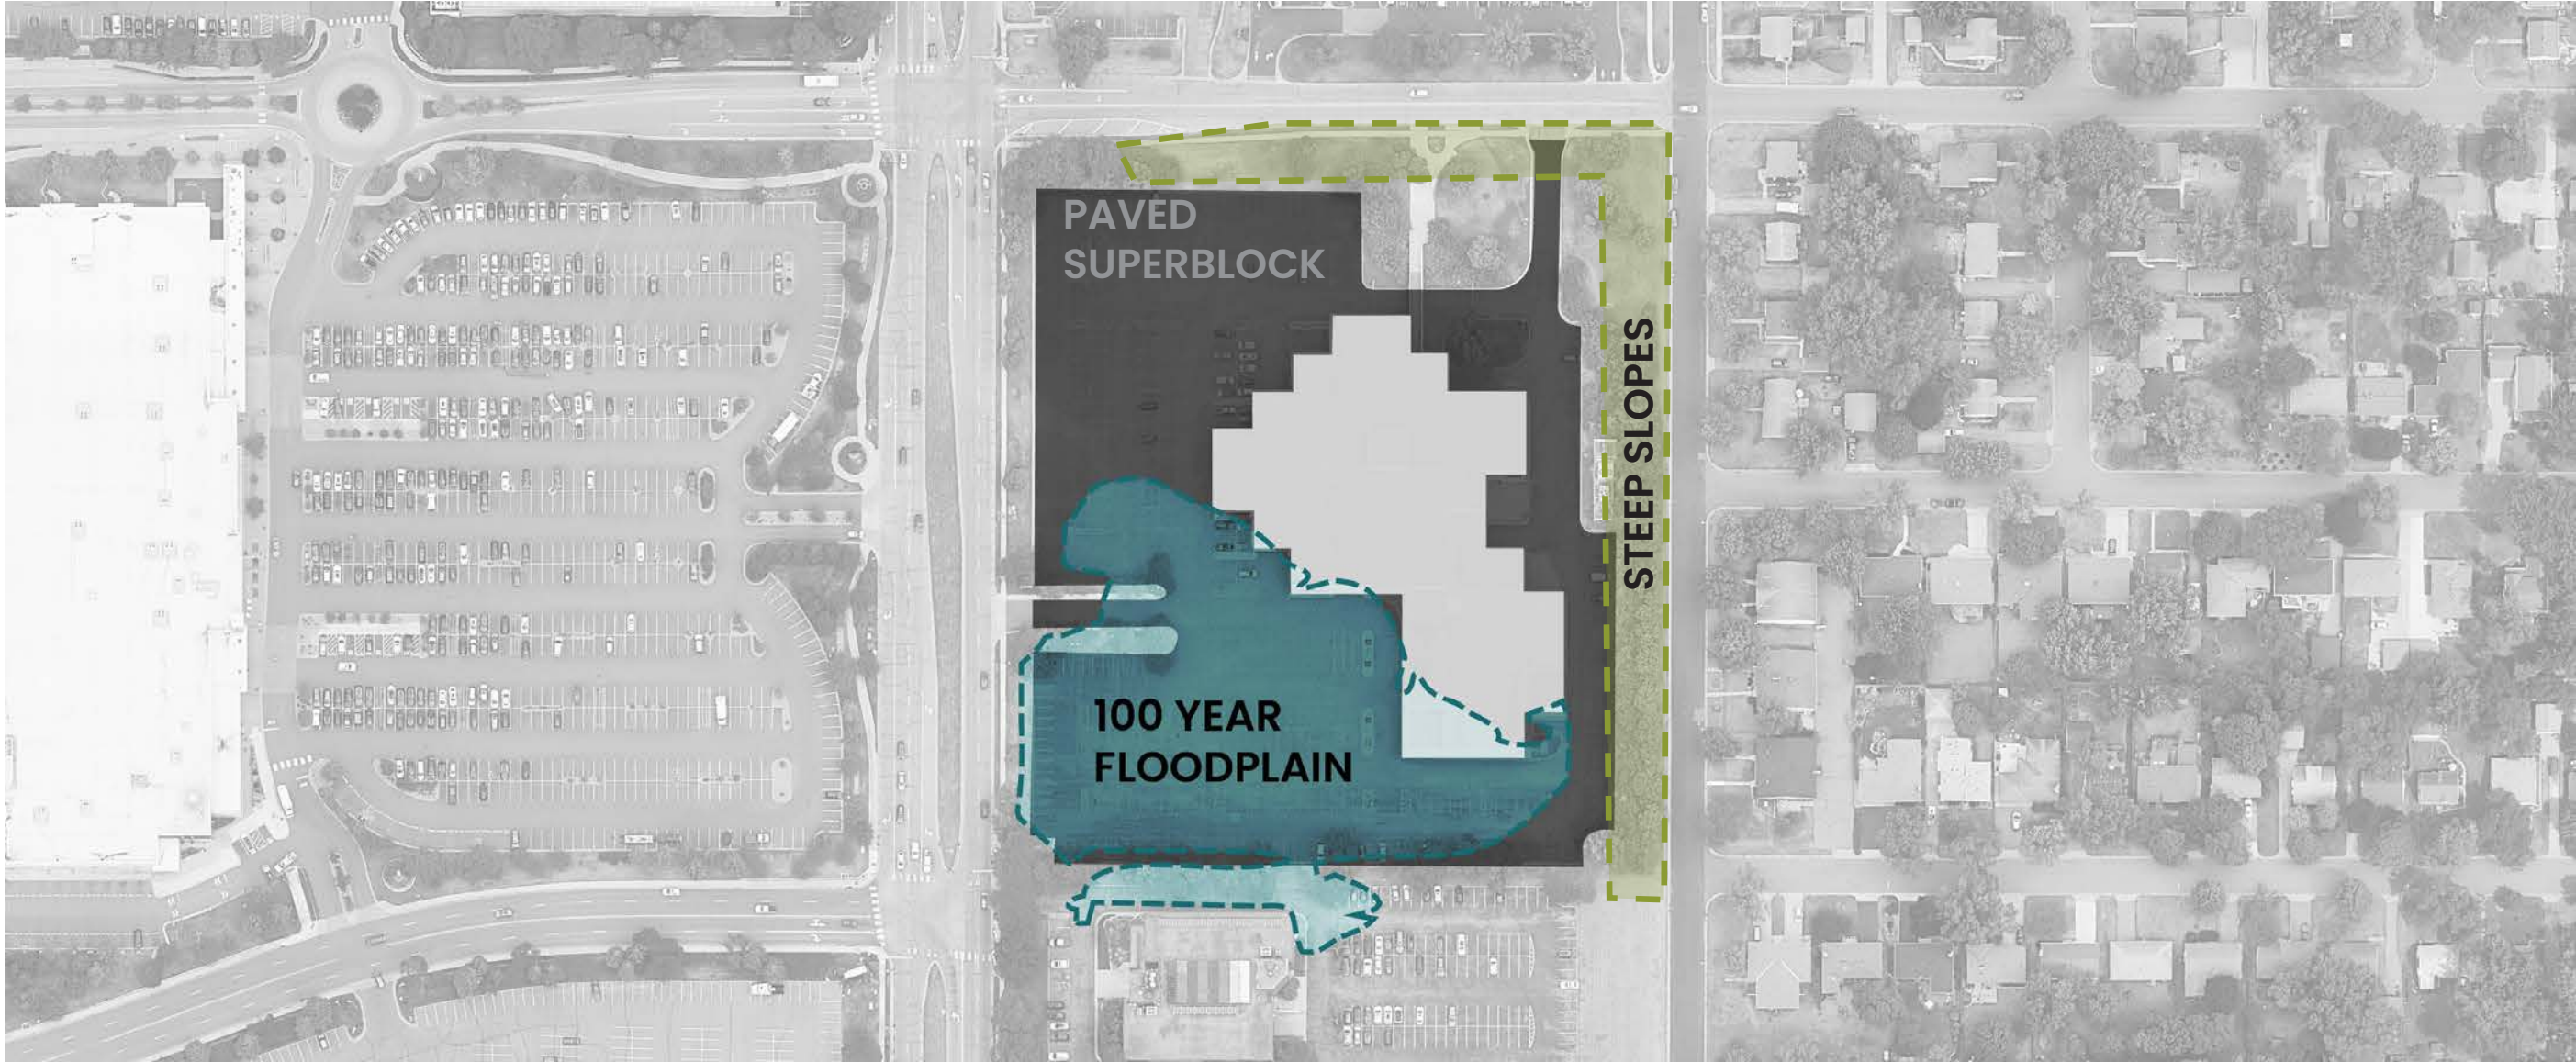 PAVED
SUPERBLOCK
STEEP SLOPES
100 YEAR
FLOODPLAIN